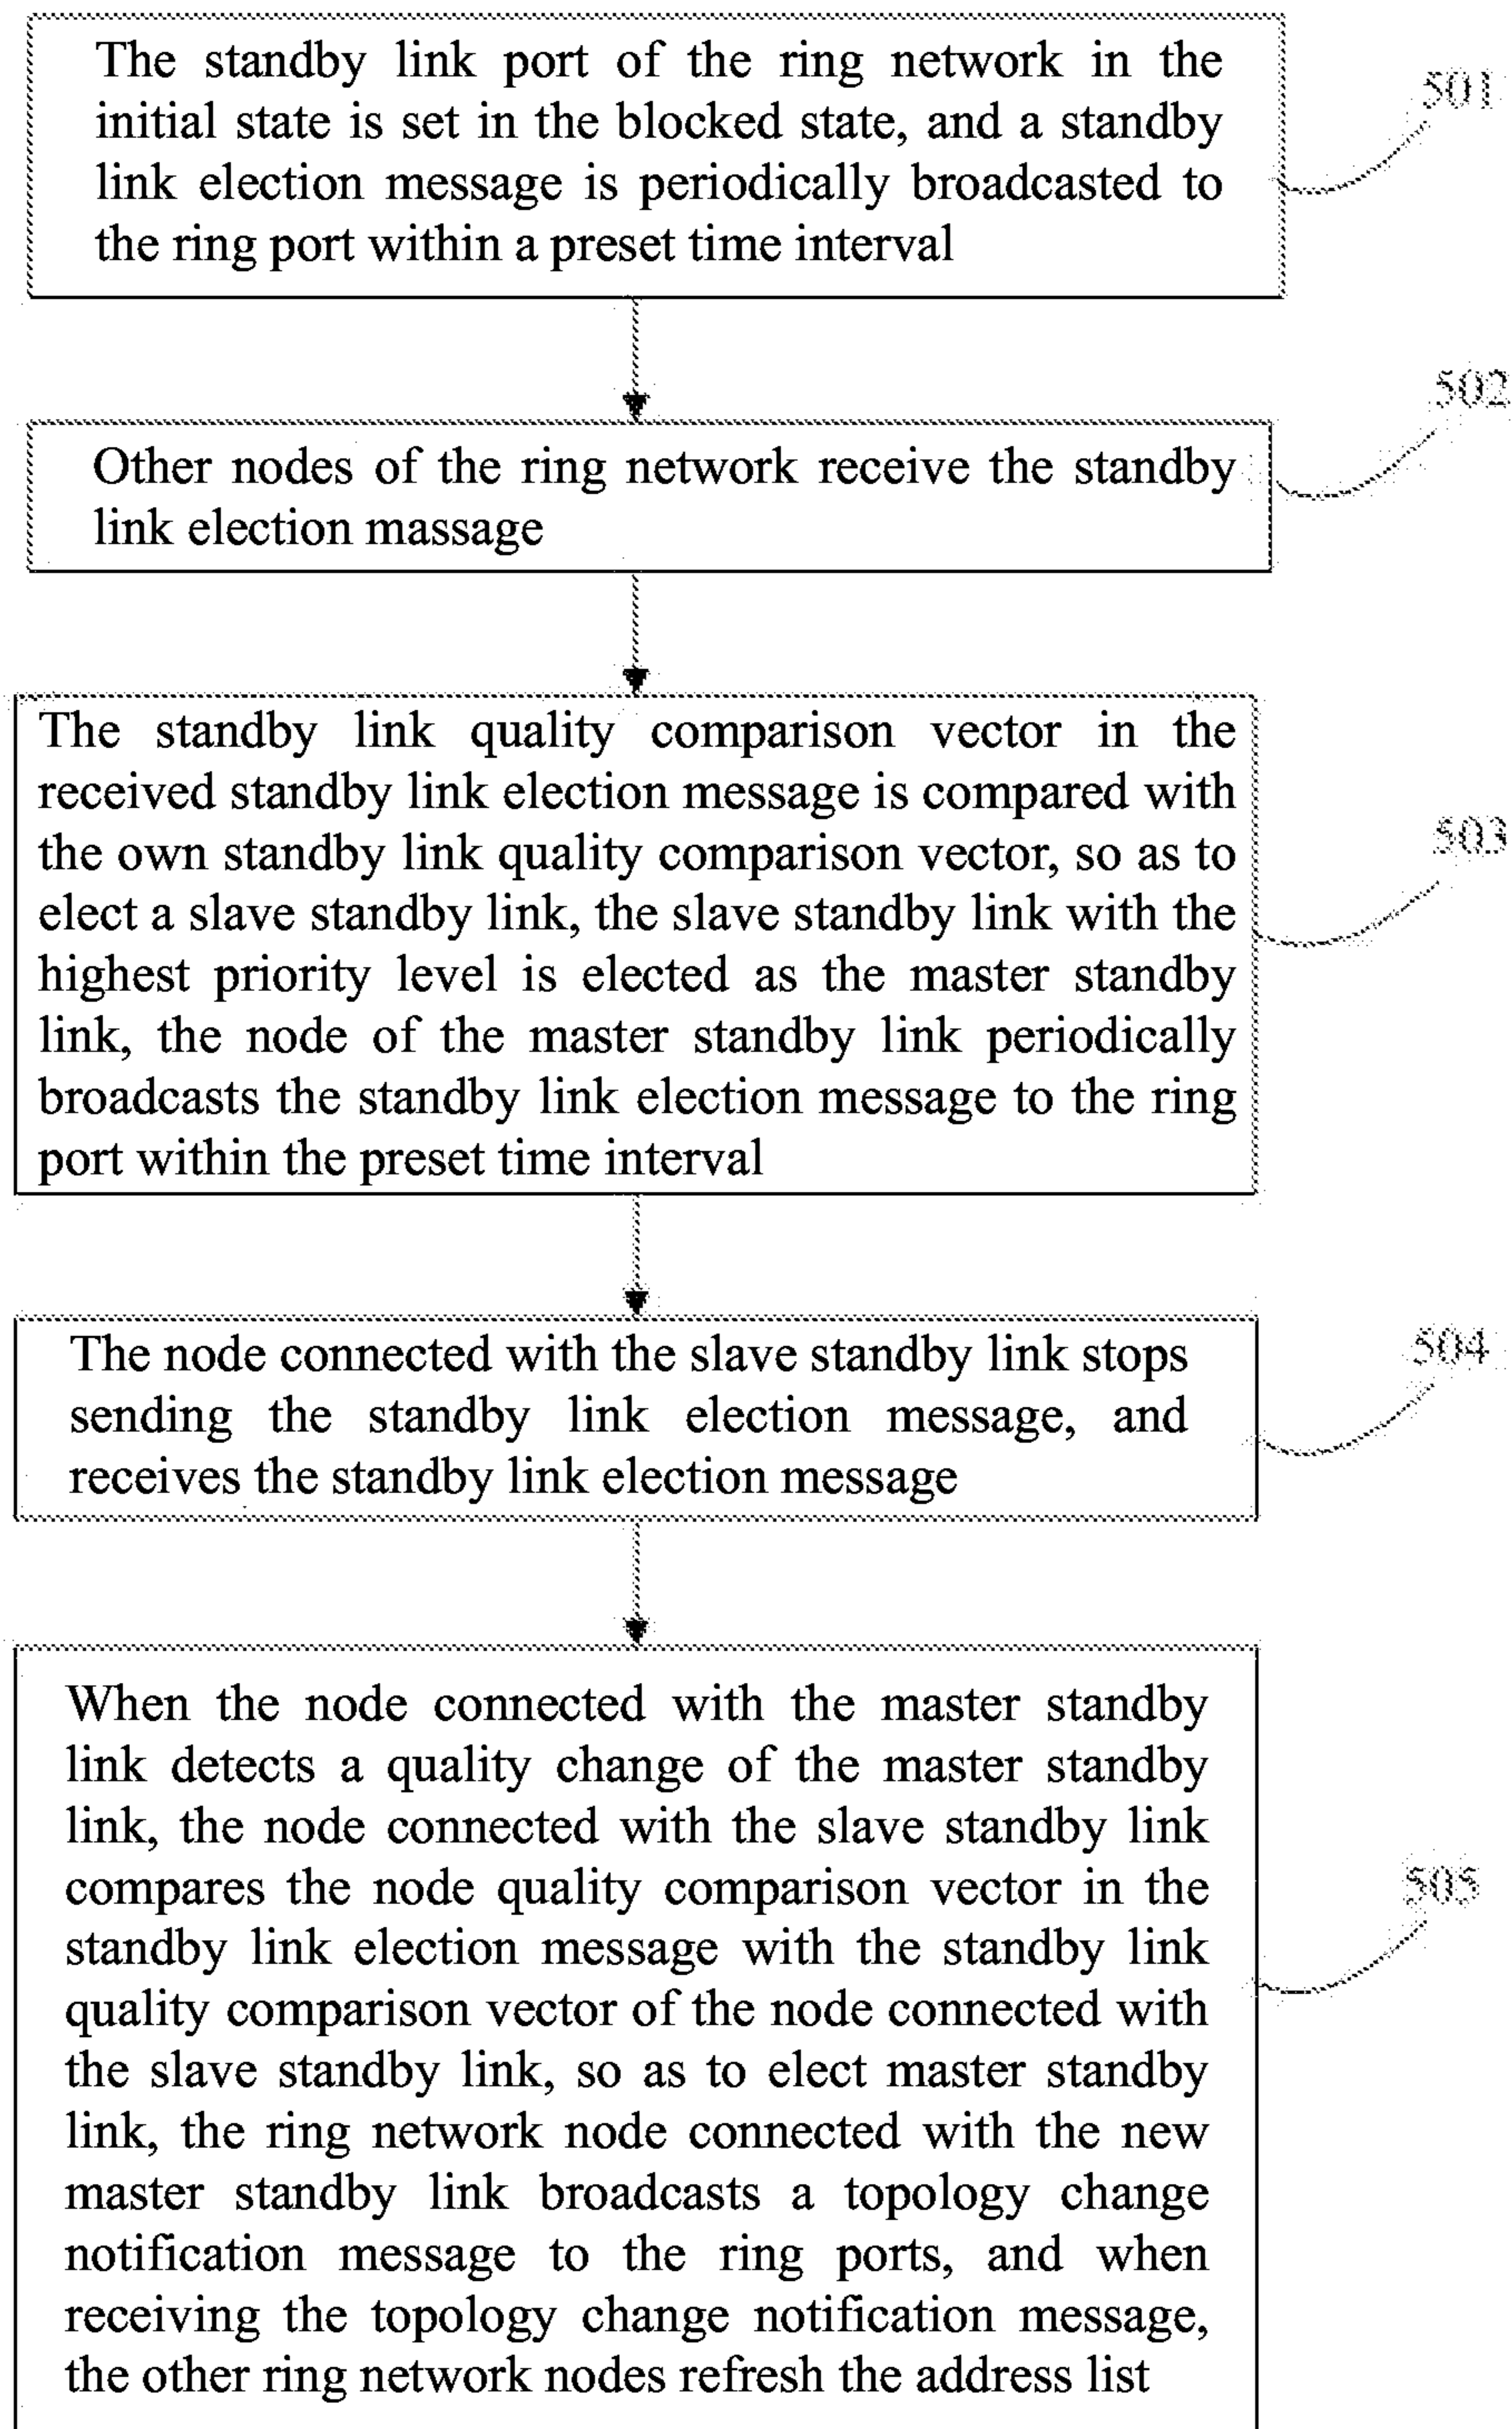 The standby link port of the ring network in the
initial state is set in the blocked state, and a standby
link election message is periodically broadcasted to
the ring port within a preset time interval
501
502
Other nodes of the ring network receive the standby
link election massage
The standby link quality comparison vector in the
received standby link election message is compared with
the own standby link quality comparison vector, so as to
elect a slave standby link, the slave standby link with the
highest priority level is elected as the master standby
link, the node of the master standby link periodically
broadcasts the standby link election message to the ring
port within the preset time interval
503
The node connected with the slave standby link stops
sending the standby link election message, and
receives the standby link election message
504
When the node connected with the master standby
link detects a quality change of the master standby
link, the node connected with the slave standby link
compares the node quality comparison vector in the
standby link election message with the standby link
quality comparison vector of the node connected with
the slave standby link, so as to elect master standby
link, the ring network node connected with the new
master standby link broadcasts a topology change
notification message to the ring ports, and when
receiving the topology change notification message,
the other ring network nodes refresh the address list
505